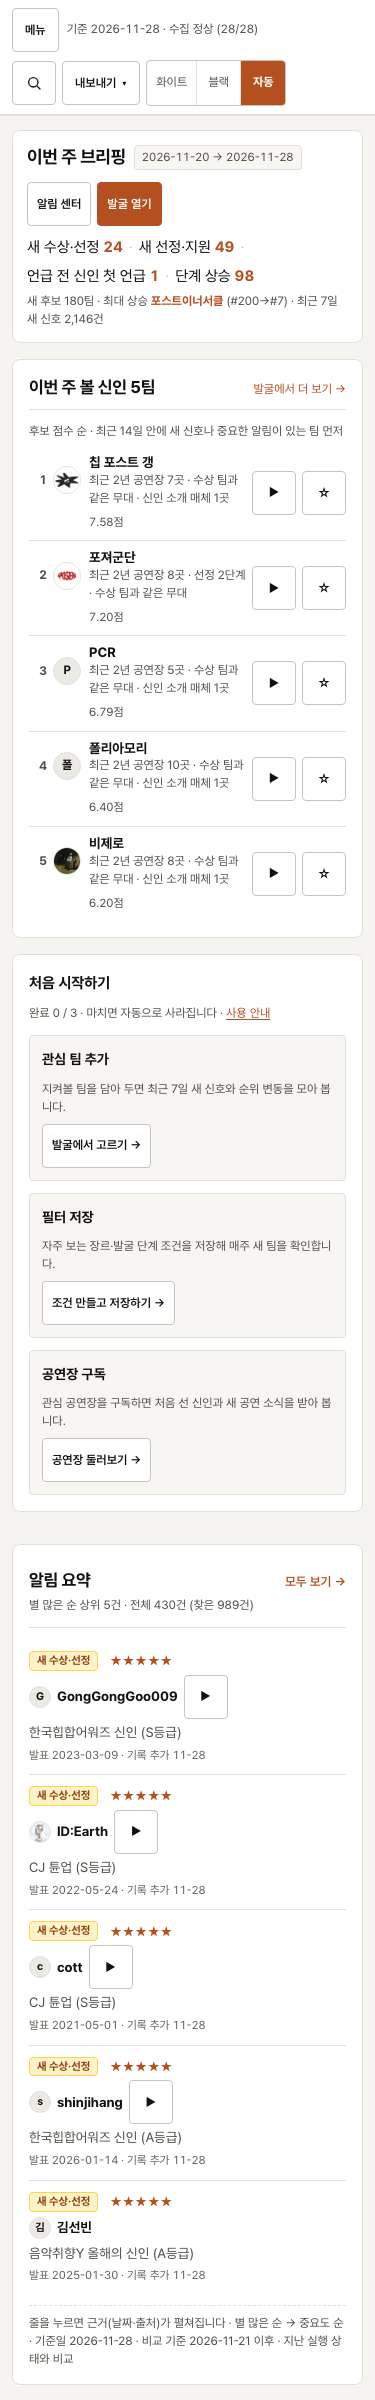 메뉴
기준 2026-11-28 · 수집 정상 (28/28)
내보내기 ▾
화이트
블랙
자동
이번 주 브리핑
2026-11-20 → 2026-11-28
알림 센터
발굴 열기
새 수상·선정 24 · 새 선정·지원 49 ·
언급 전 신인 첫 언급 1 · 단계 상승 98
새 후보 180팀 · 최대 상승 포스트이너서클 (#200→#7) · 최근 7일
새 신호 2,146건
이번 주 볼 신인 5팀
발굴에서 더 보기 →
후보 점수 순 · 최근 14일 안에 새 신호나 중요한 알림이 있는 팀 먼저
1
칩 포스트 갱
최근 2년 공연장 7곳 · 수상 팀과
같은 무대 · 신인 소개 매체 1곳
7.58점
▶
☆
2
포져군단
최근 2년 공연장 8곳 · 선정 2단계
· 수상 팀과 같은 무대
7.20점
▶
☆
3
P
PCR
최근 2년 공연장 5곳 · 수상 팀과
같은 무대 · 신인 소개 매체 1곳
6.79점
▶
☆
4
폴
폴리아모리
최근 2년 공연장 10곳 · 수상 팀과
같은 무대 · 신인 소개 매체 1곳
6.40점
▶
☆
5
비제로
최근 2년 공연장 8곳 · 수상 팀과
같은 무대 · 신인 소개 매체 1곳
6.20점
▶
☆
처음 시작하기
완료 0 / 3 · 마치면 자동으로 사라집니다 · 사용 안내
관심 팀 추가
지켜볼 팀을 담아 두면 최근 7일 새 신호와 순위 변동을 모아 봅
니다.
발굴에서 고르기 →
필터 저장
자주 보는 장르·발굴 단계 조건을 저장해 매주 새 팀을 확인합니
다.
조건 만들고 저장하기 →
공연장 구독
관심 공연장을 구독하면 처음 선 신인과 새 공연 소식을 받아 봅
니다.
공연장 둘러보기 →
알림 요약
모두 보기 →
별 많은 순 상위 5건 · 전체 430건 (찾은 989건)
새 수상·선정 ★★★★★
G GongGongGoo009 ▶
한국힙합어워즈 신인 (S등급)
발표 2023-03-09 · 기록 추가 11-28
새 수상·선정 ★★★★★
ID:Earth ▶
CJ 튠업 (S등급)
발표 2022-05-24 · 기록 추가 11-28
새 수상·선정 ★★★★★
c cott ▶
CJ 튠업 (S등급)
발표 2021-05-01 · 기록 추가 11-28
새 수상·선정 ★★★★★
s shinjihang ▶
한국힙합어워즈 신인 (A등급)
발표 2026-01-14 · 기록 추가 11-28
새 수상·선정 ★★★★★
김 김선빈
음악취향Y 올해의 신인 (A등급)
발표 2025-01-30 · 기록 추가 11-28
줄을 누르면 근거(날짜·출처)가 펼쳐집니다 · 별 많은 순 → 중요도 순
· 기준일 2026-11-28 · 비교 기준 2026-11-21 이후 · 지난 실행 상
태와 비교